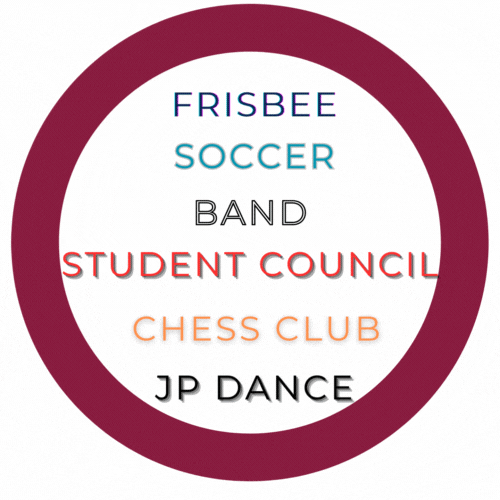 FRISBEE
SOCCER
BAND
STUDENT COUNCIL
CHESS CLUB
JP DANCE